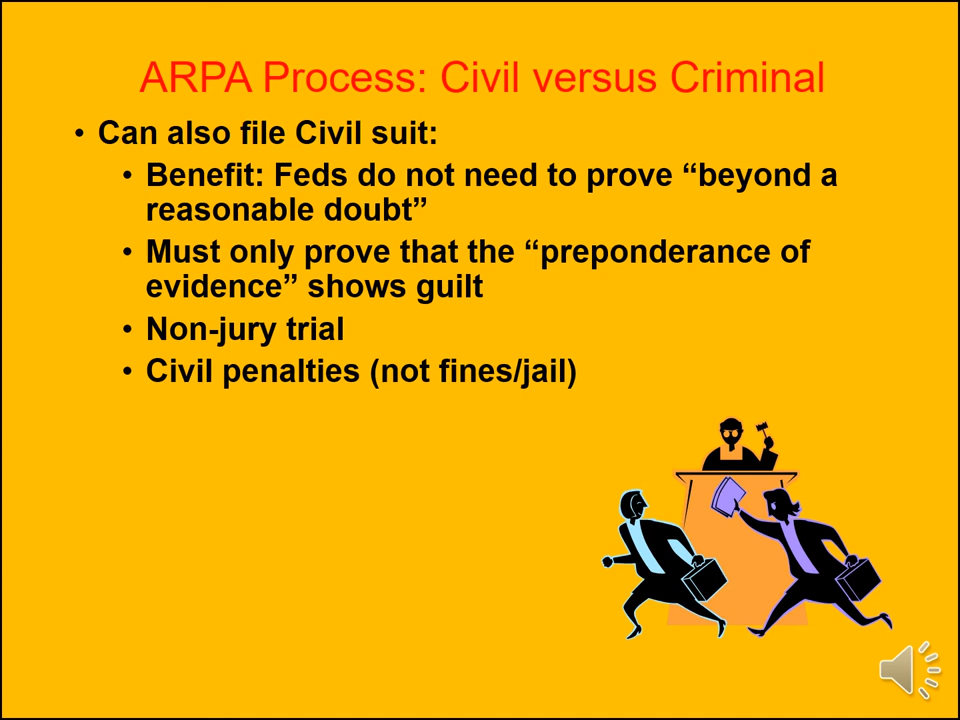 ARPA Process: Civil versus Criminal
• Can also file Civil suit:
• Benefit: Feds do not need to prove “beyond a
reasonable doubt”
• Must only prove that the “preponderance of
evidence” shows guilt
• Non-jury trial
• Civil penalties (not fines/jail)